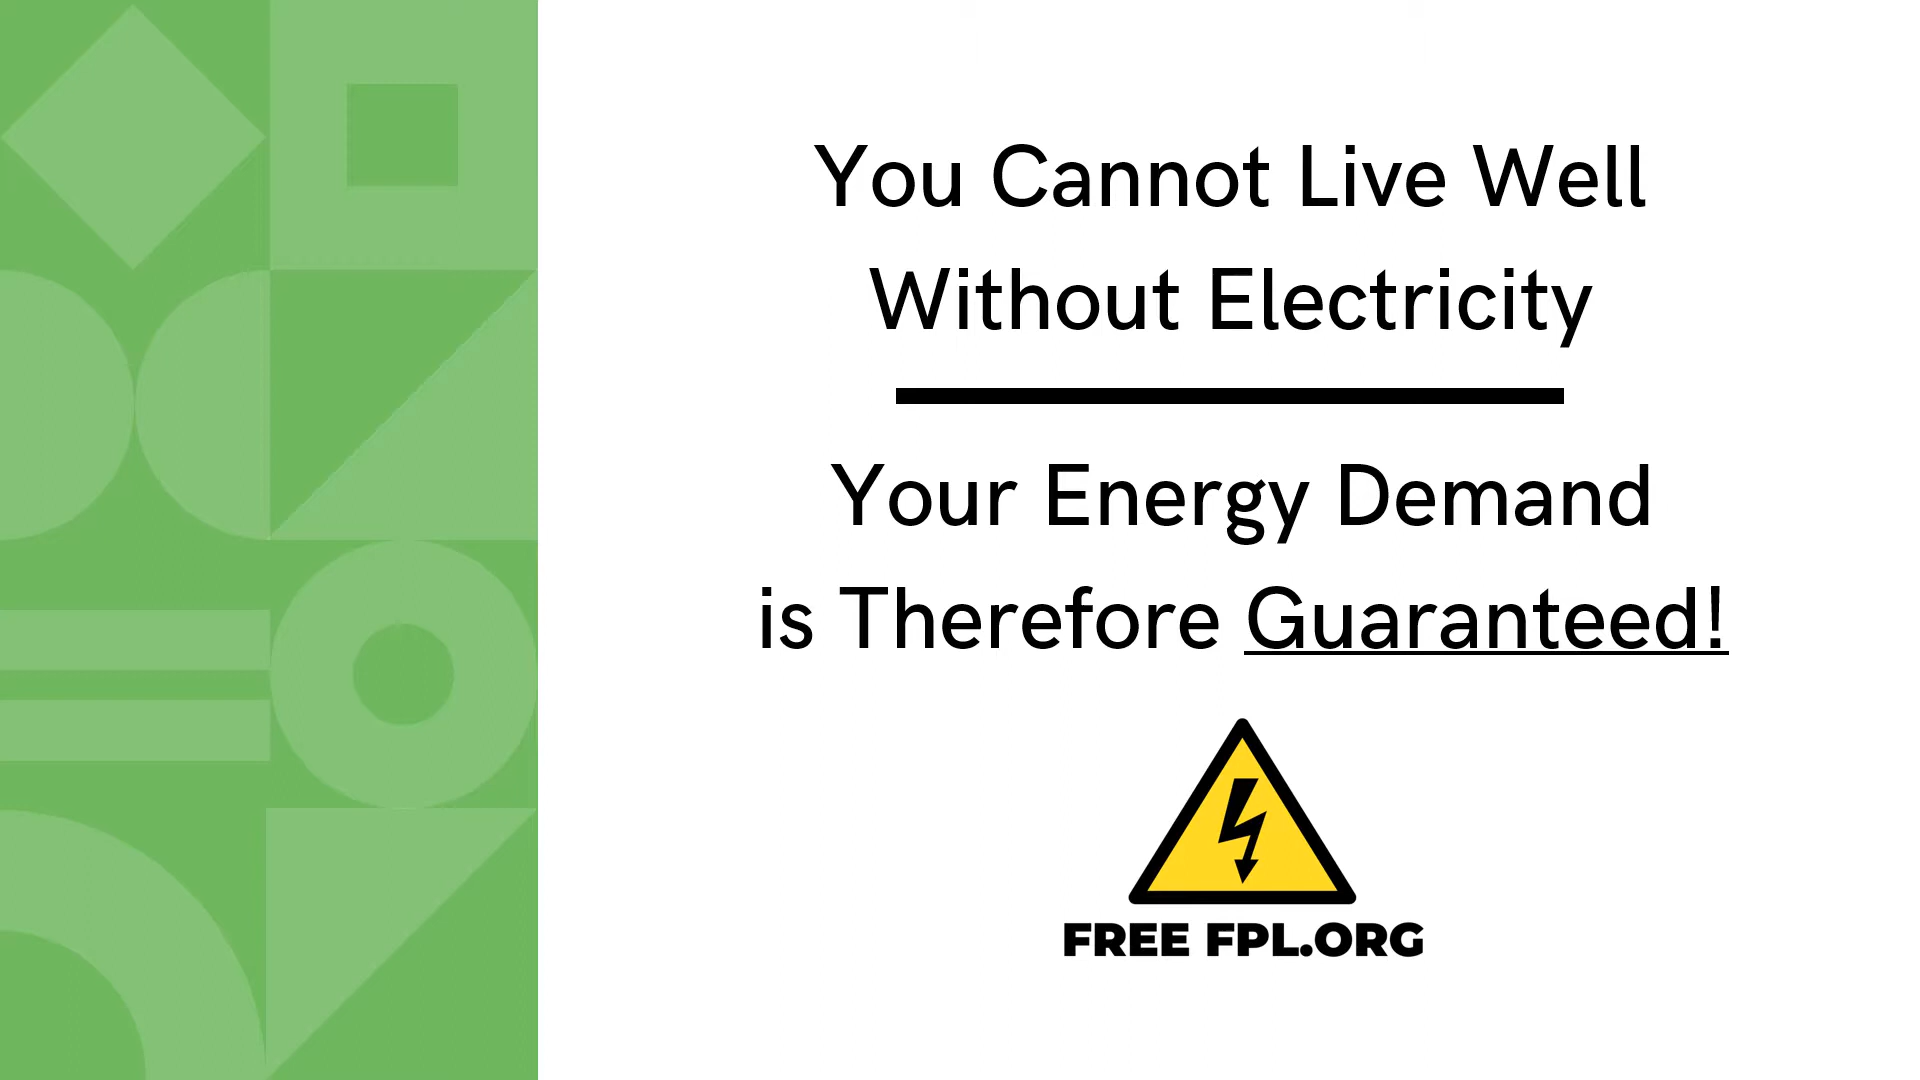 You Cannot Live Well
Without Electricity
Your Energy Demand
is Therefore Guaranteed!
FREE FPL.ORG